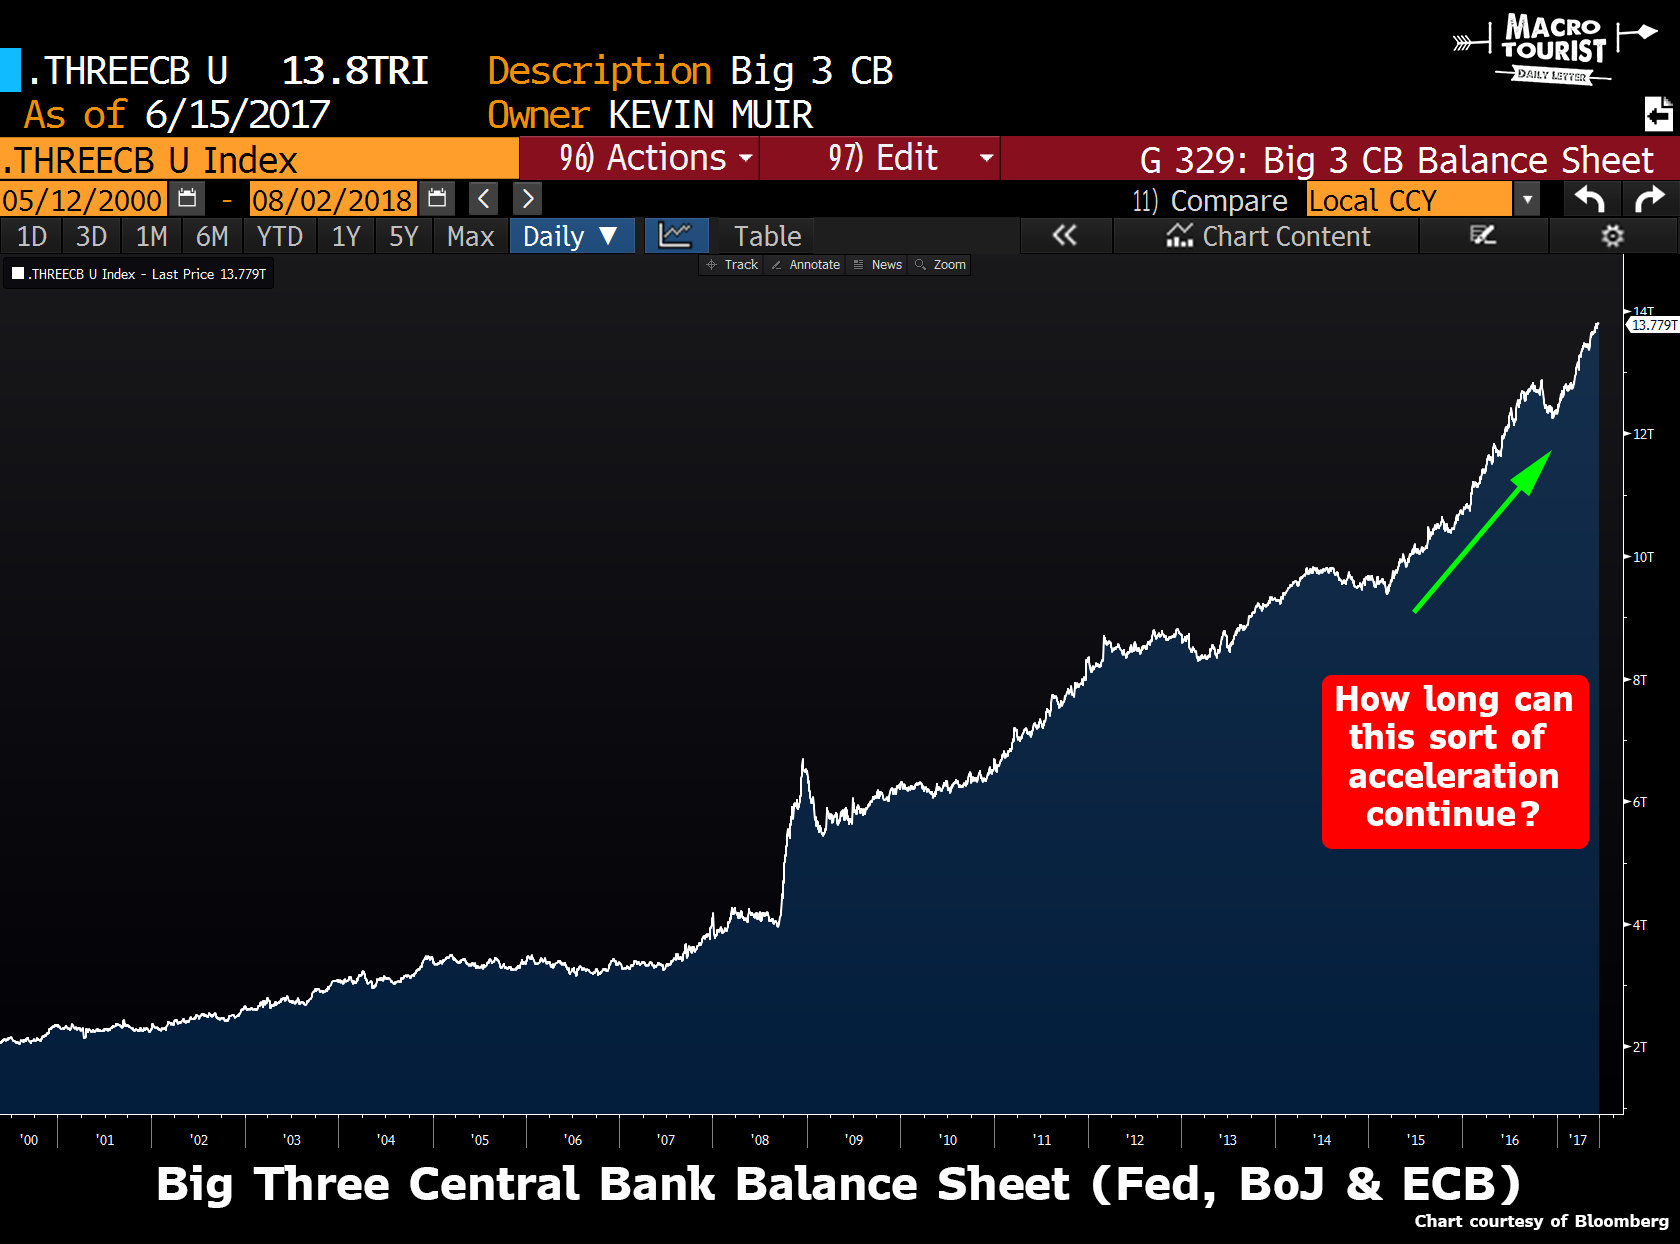 MACRO
TOURIST
DAILY LETTER
.THREECB U 13.8TRI Description Big 3 CB
As of 6/15/2017 Owner KEVIN MUIR
.THREECB U Index 96) Actions 97) Edit G 329: Big 3 CB Balance Sheet
05/12/2000 - 08/02/2018 < > 11) Compare Local CCY
1D 3D 1M 6M YTD 1Y 5Y Max Daily ▼ Table « Chart Content
Track Annotate News Zoom
.THREECB U Index - Last Price 13.779T
14T
13.779T
12T
10T
8T
How long can
this sort of
acceleration
continue?
6T
4T
2T
'00 '01 '02 '03 '04 '05 '06 '07 '08 '09 '10 '11 '12 '13 '14 '15 '16 '17
Big Three Central Bank Balance Sheet (Fed, BoJ & ECB)
Chart courtesy of Bloomberg